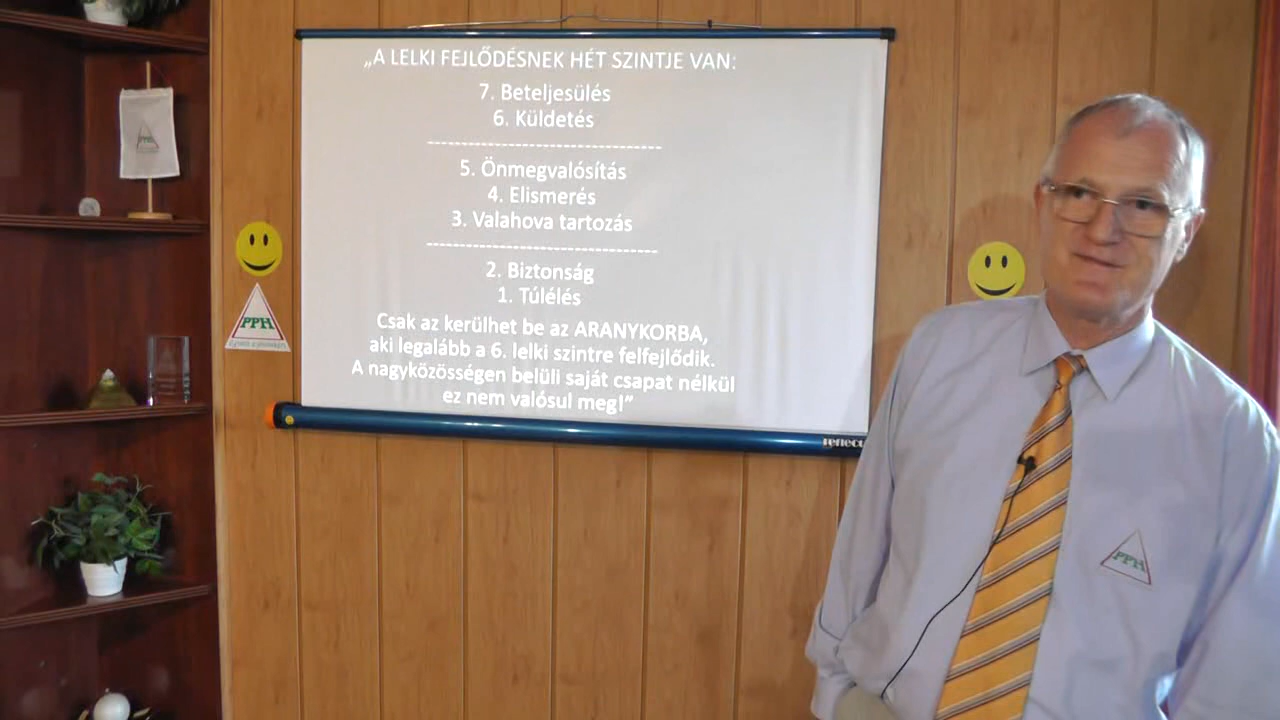 „A LELKI FEJLŐDÉSNEK HÉT SZINTJE VAN:
7. Beteljesülés
6. Küldetés
------------------------------
5. Önmegvalósítás
4. Elismerés
3. Valahova tartozás
------------------------------
2. Biztonság
1. Túlélés
Csak az kerülhet be az ARANYKORBA,
aki legalább a 6. lelki szintre felfejlődik.
A nagyközösségen belüli saját csapat nélkül
ez nem valósul meg!”
PPH
PPH
PPH